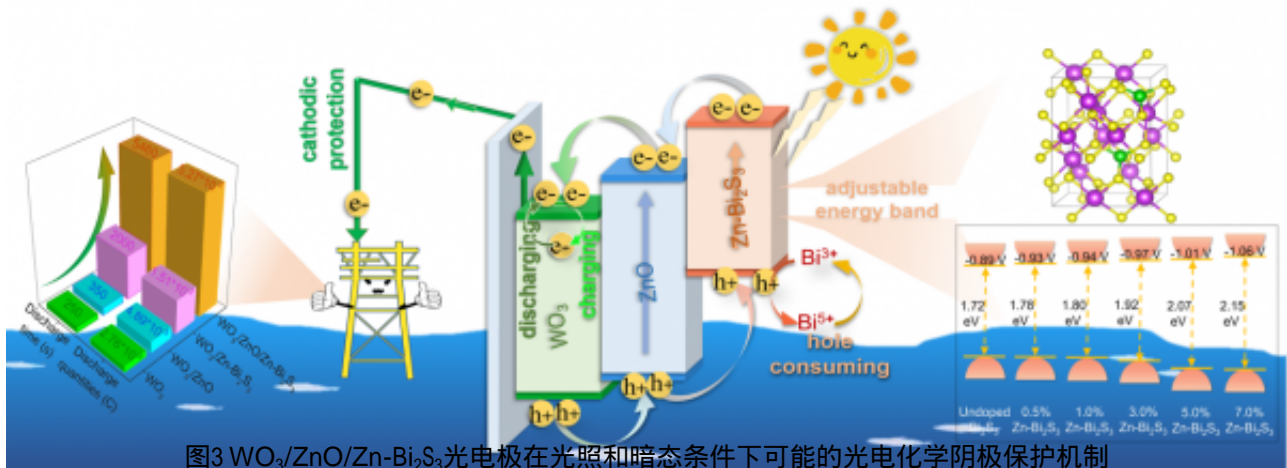 cathodic
protection
e-
e-
e-
e- e-
e- e-
e- e-
e-
discharging
charging
WO₃
ZnO
Zn-Bi₂S₃
h+ h+
h+ h+
h+ h+
Bi³⁺
Bi⁵⁺
hole
consuming
adjustable
energy band
2000
350
Discharge
time (s)
Discharge
quantities (C)
WO₃
WO₃/ZnO
WO₃/Zn-Bi₂S₃
WO₃/ZnO/Zn-Bi₂S₃
-0.89 V -0.93 V -0.94 V -0.97 V -1.01 V -1.06 V
1.72 1.78 1.80 1.92 2.07 2.15
eV eV eV eV eV eV
Undoped 0.5% 1.0% 3.0% 5.0% 7.0%
Bi₂S₃ Zn-Bi₂S₃ Zn-Bi₂S₃ Zn-Bi₂S₃ Zn-Bi₂S₃ Zn-Bi₂S₃
图3 WO₃/ZnO/Zn-Bi₂S₃光电极在光照和暗态条件下可能的光电化学阴极保护机制